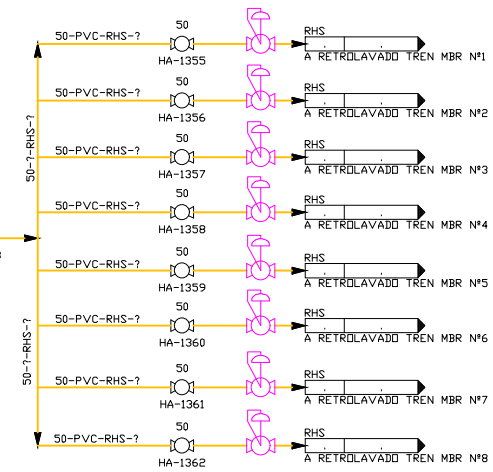 50 RHS
50-PVC-RHS-?
HA-1355 A RETROLAVADO TREN MBR Nº1
50 RHS
50-PVC-RHS-?
HA-1356 A RETROLAVADO TREN MBR Nº2
50-?-RHS-?
50 RHS
50-PVC-RHS-?
HA-1357 A RETROLAVADO TREN MBR Nº3
50 RHS
50-PVC-RHS-?
HA-1358 A RETROLAVADO TREN MBR Nº4
50 RHS
50-PVC-RHS-?
HA-1359 A RETROLAVADO TREN MBR Nº5
50 RHS
50-PVC-RHS-?
HA-1360 A RETROLAVADO TREN MBR Nº6
50-?-RHS-?
50 RHS
50-PVC-RHS-?
HA-1361 A RETROLAVADO TREN MBR Nº7
50 RHS
50-PVC-RHS-?
HA-1362 A RETROLAVADO TREN MBR Nº8